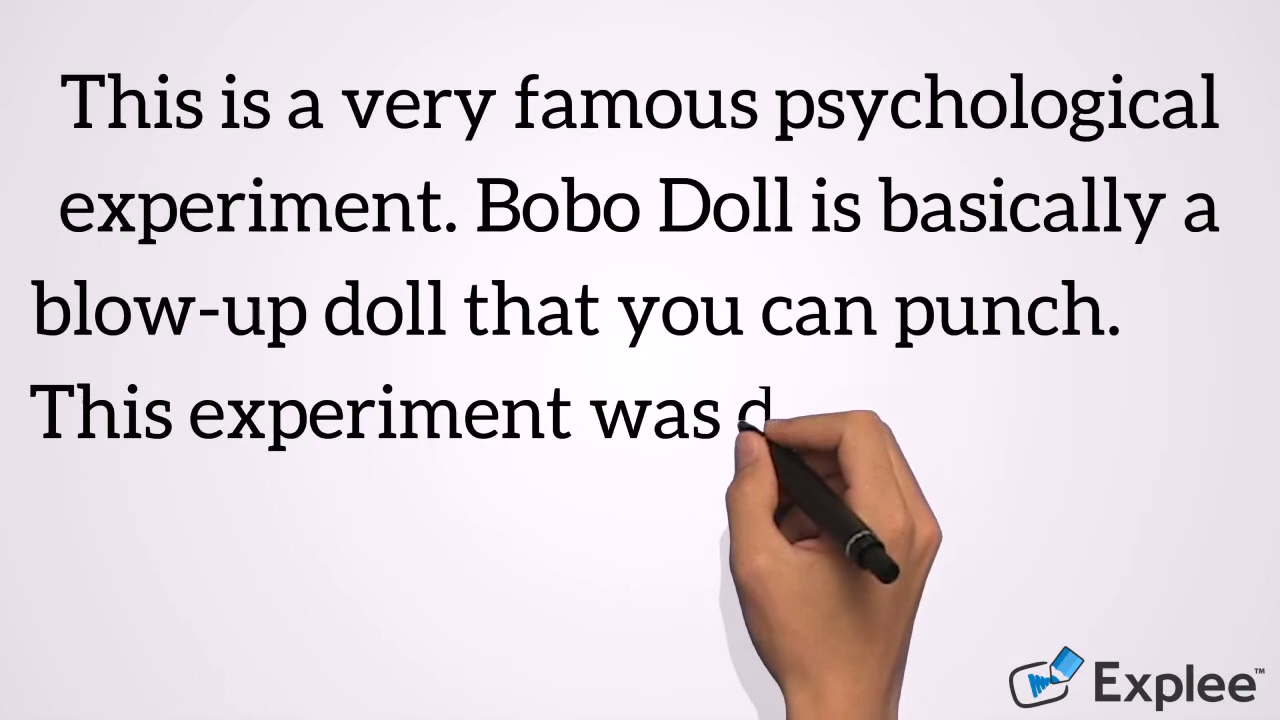 This is a very famous psychological
experiment. Bobo Doll is basically a
blow-up doll that you can punch.
This experiment was d
Explee™